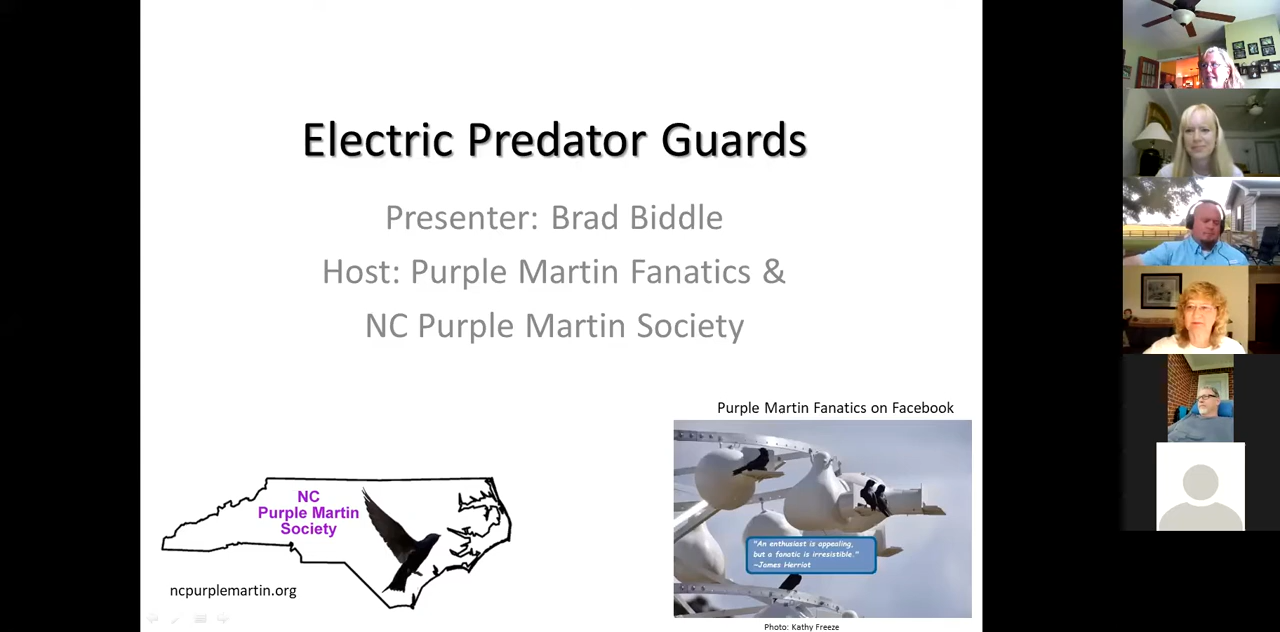 Electric Predator Guards
Presenter: Brad Biddle
Host: Purple Martin Fanatics &
NC Purple Martin Society
Purple Martin Fanatics on Facebook
NC
Purple Martin
Society
ncpurplemartin.org
"An enthusiast is appealing,
but a fanatic is irresistible."
~James Herriot
Photo: Kathy Freeze